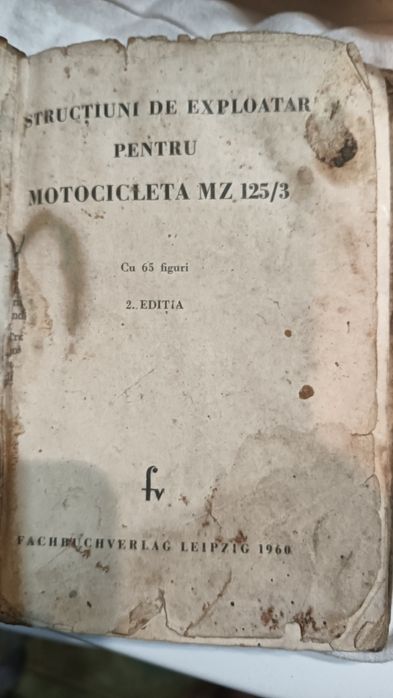 STRUCȚIUNI DE EXPLOATAR
PENTRU
MOTOCICLETA MZ 125/3
Cu 65 figuri
2. EDIȚIA
fv
FACHBUCHVERLAG LEIPZIG 1960